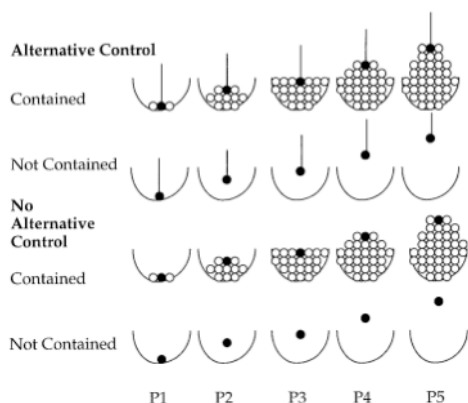 Alternative Control
Contained
Not Contained
No
Alternative
Control
Contained
Not Contained
P1 P2 P3 P4 P5